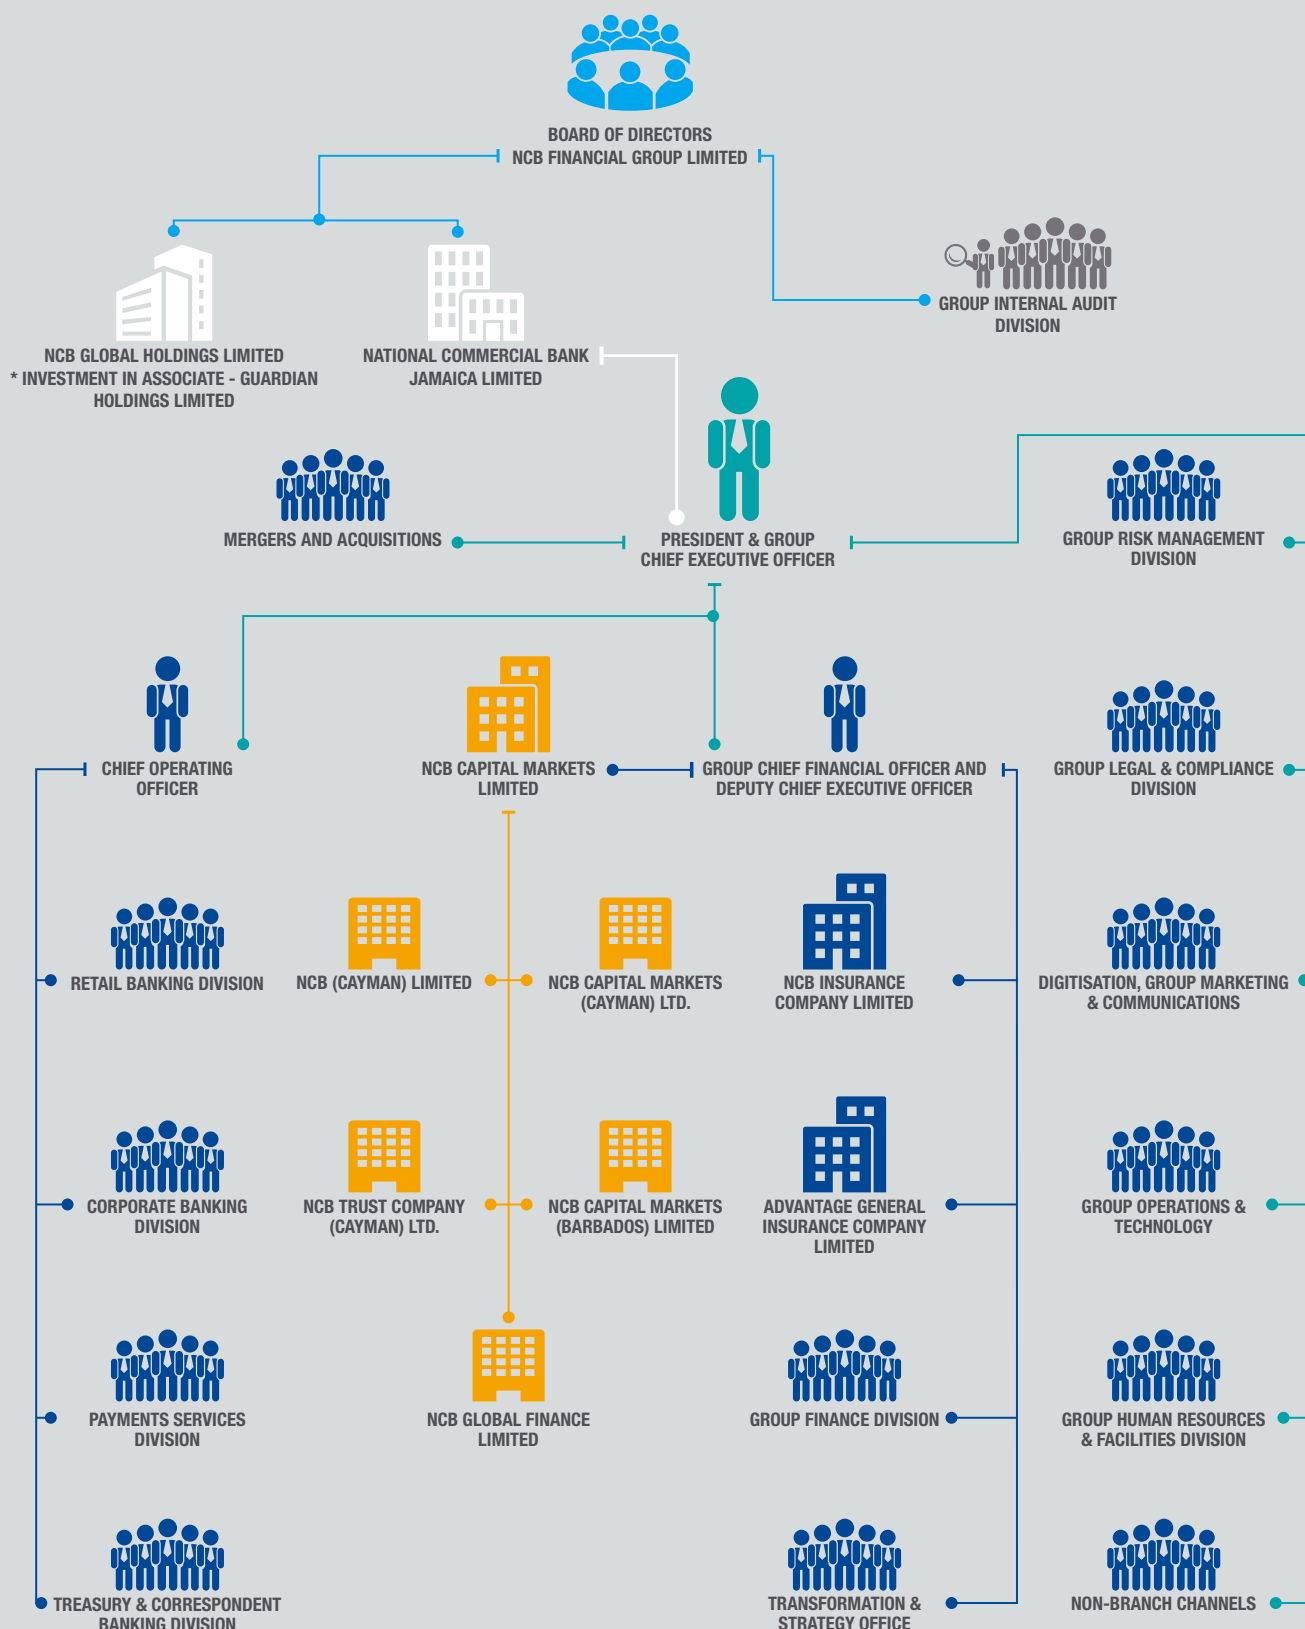 BOARD OF DIRECTORS
NCB FINANCIAL GROUP LIMITED
GROUP INTERNAL AUDIT
DIVISION
NCB GLOBAL HOLDINGS LIMITED
* INVESTMENT IN ASSOCIATE - GUARDIAN
HOLDINGS LIMITED
NATIONAL COMMERCIAL BANK
JAMAICA LIMITED
MERGERS AND ACQUISITIONS
PRESIDENT & GROUP
CHIEF EXECUTIVE OFFICER
GROUP RISK MANAGEMENT
DIVISION
CHIEF OPERATING
OFFICER
NCB CAPITAL MARKETS
LIMITED
GROUP CHIEF FINANCIAL OFFICER AND
DEPUTY CHIEF EXECUTIVE OFFICER
GROUP LEGAL & COMPLIANCE
DIVISION
RETAIL BANKING DIVISION
NCB (CAYMAN) LIMITED
NCB CAPITAL MARKETS
(CAYMAN) LTD.
NCB INSURANCE
COMPANY LIMITED
DIGITISATION, GROUP MARKETING
& COMMUNICATIONS
CORPORATE BANKING
DIVISION
NCB TRUST COMPANY
(CAYMAN) LTD.
NCB CAPITAL MARKETS
(BARBADOS) LIMITED
ADVANTAGE GENERAL
INSURANCE COMPANY
LIMITED
GROUP OPERATIONS &
TECHNOLOGY
PAYMENTS SERVICES
DIVISION
NCB GLOBAL FINANCE
LIMITED
GROUP FINANCE DIVISION
GROUP HUMAN RESOURCES
& FACILITIES DIVISION
TREASURY & CORRESPONDENT
BANKING DIVISION
TRANSFORMATION &
STRATEGY OFFICE
NON-BRANCH CHANNELS